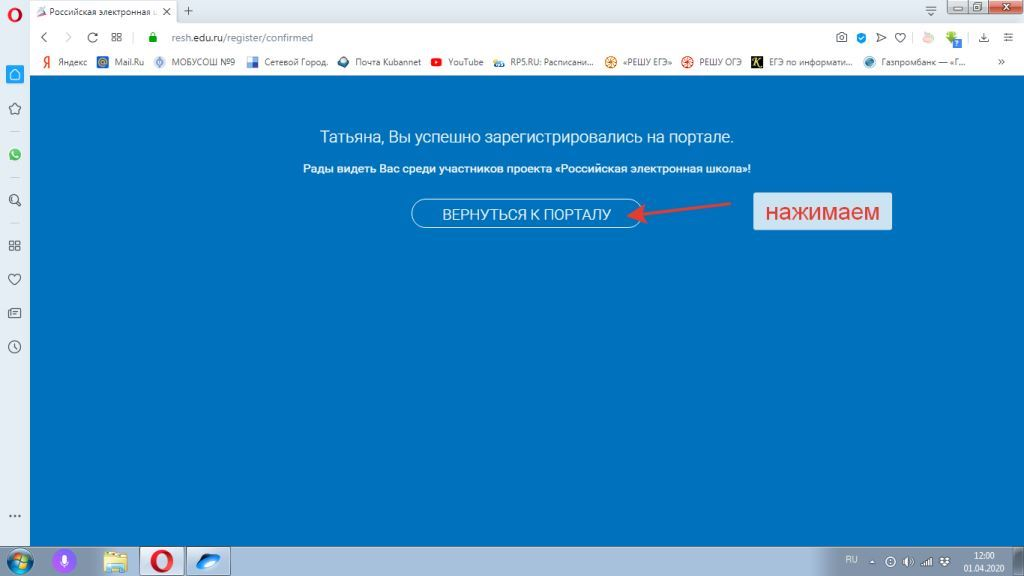 Российская электронная ш
resh.edu.ru/register/confirmed
Яндекс Mail.Ru МОБУСОШ №9 Сетевой Город. Почта Kubannet YouTube RP5.RU: Расписани... «РЕШУ ЕГЭ» РЕШУ ОГЭ ЕГЭ по информати... Газпромбанк — «Г... »
Татьяна, Вы успешно зарегистрировались на портале.
Рады видеть Вас среди участников проекта «Российская электронная школа»!
ВЕРНУТЬСЯ К ПОРТАЛУ
нажимаем
RU
12:00
01.04.2020